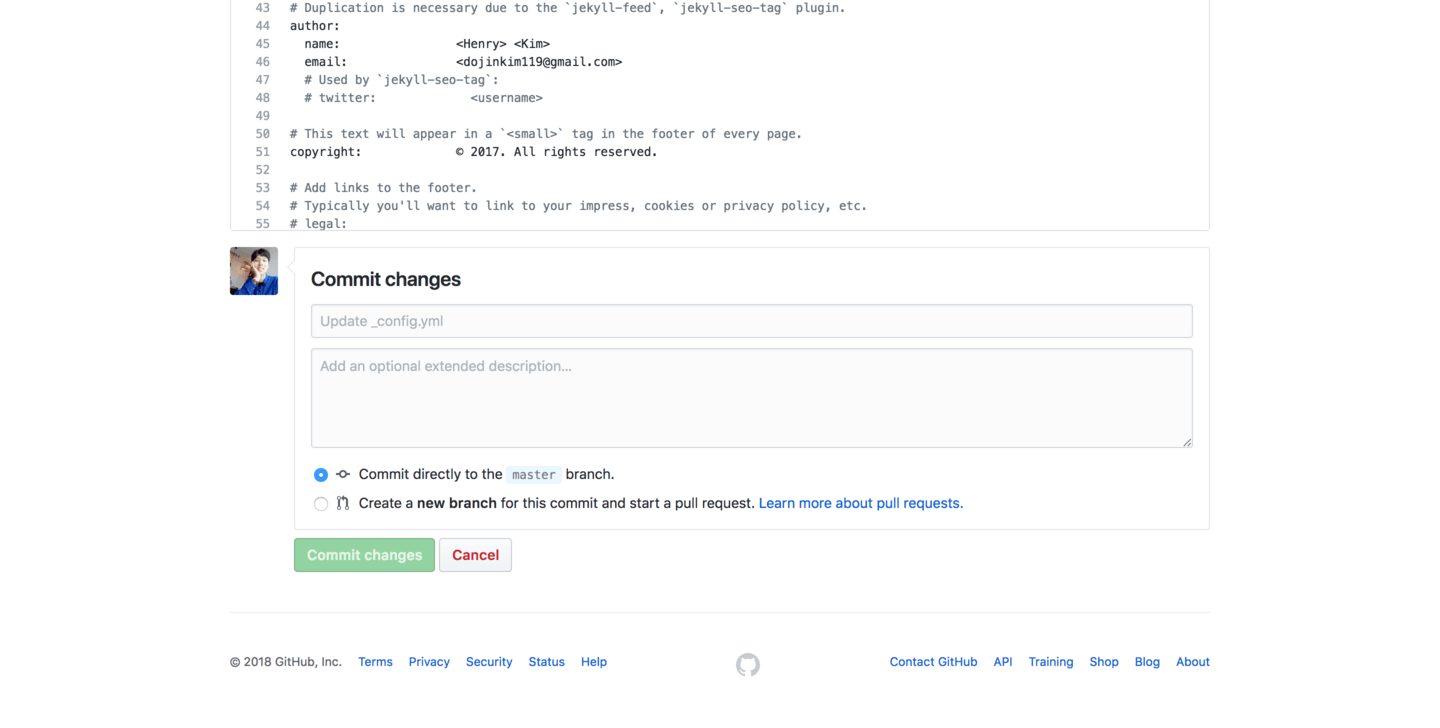 43 # Duplication is necessary due to the `jekyll-feed`, `jekyll-seo-tag` plugin.
44 author:
45   name:                <Henry> <Kim>
46   email:               <dojinkim119@gmail.com>
47   # Used by `jekyll-seo-tag`:
48   # twitter:             <username>
49
50 # This text will appear in a `<small>` tag in the footer of every page.
51 copyright:             © 2017. All rights reserved.
52
53 # Add links to the footer.
54 # Typically you'll want to link to your impress, cookies or privacy policy, etc.
55 # legal:
Commit changes
Update _config.yml
Add an optional extended description...
Commit directly to the master branch.
Create a new branch for this commit and start a pull request. Learn more about pull requests.
Commit changes Cancel
© 2018 GitHub, Inc. Terms Privacy Security Status Help Contact GitHub API Training Shop Blog About